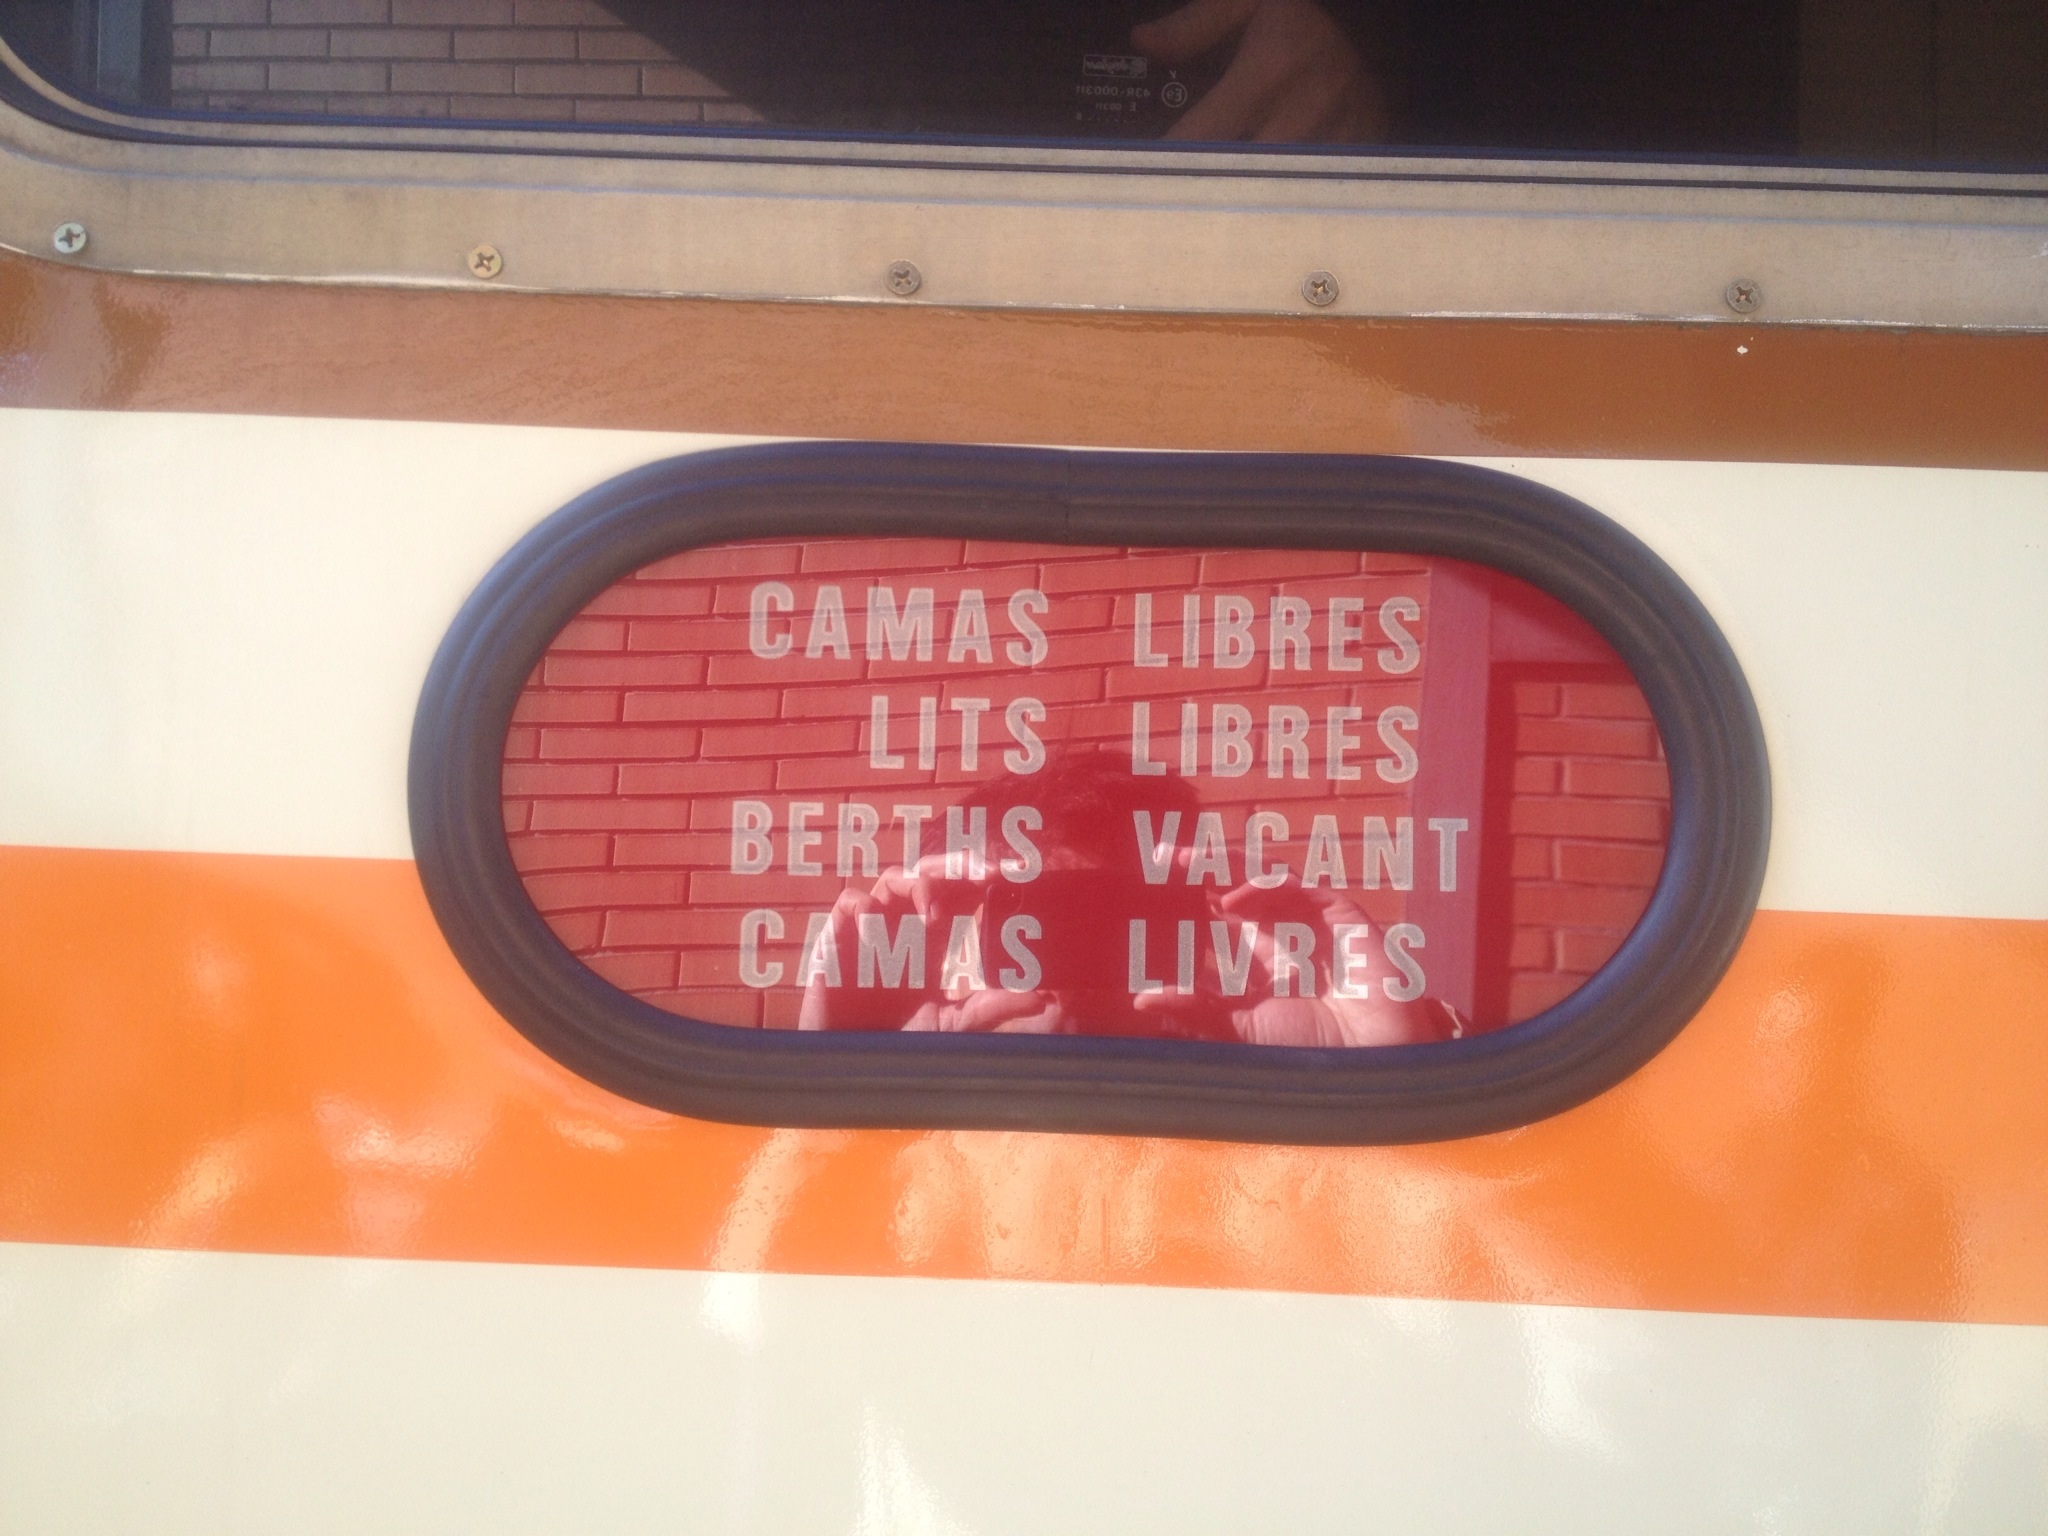 CAMAS LIBRES
LITS LIBRES
BERTHS VACANT
CAMAS LIVRES